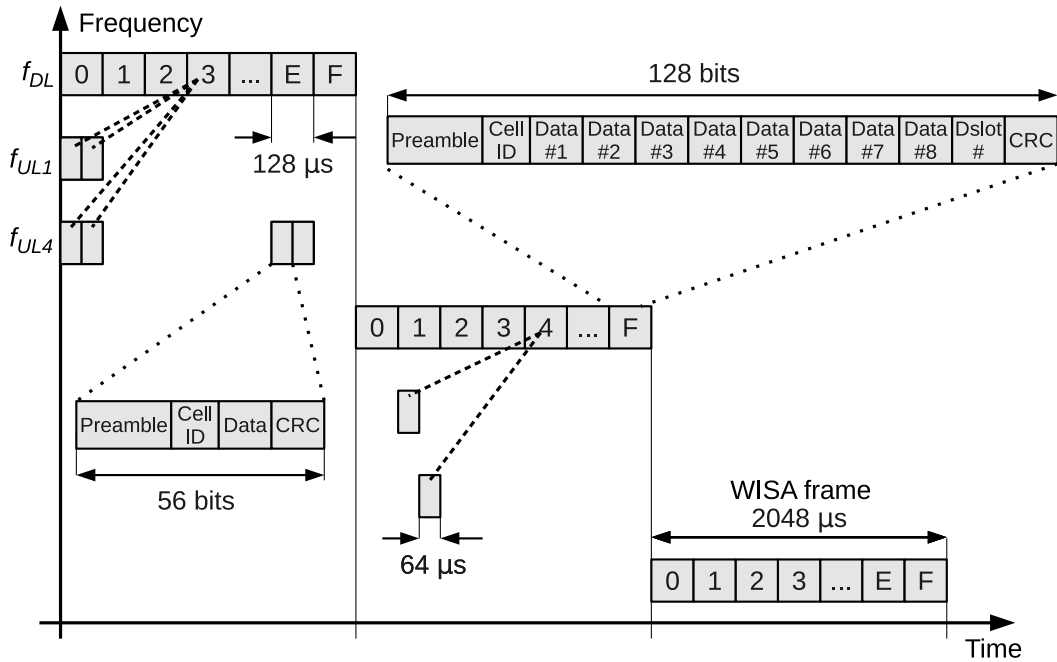 Frequency
f_DL 0 1 2 3 ... E F
128 bits
Preamble Cell ID Data #1 Data #2 Data #3 Data #4 Data #5 Data #6 Data #7 Data #8 Dslot # CRC
f_UL1
128 µs
f_UL4
0 1 2 3 4 ... F
Preamble Cell ID Data CRC
56 bits
64 µs
WISA frame
2048 µs
0 1 2 3 ... E F
Time